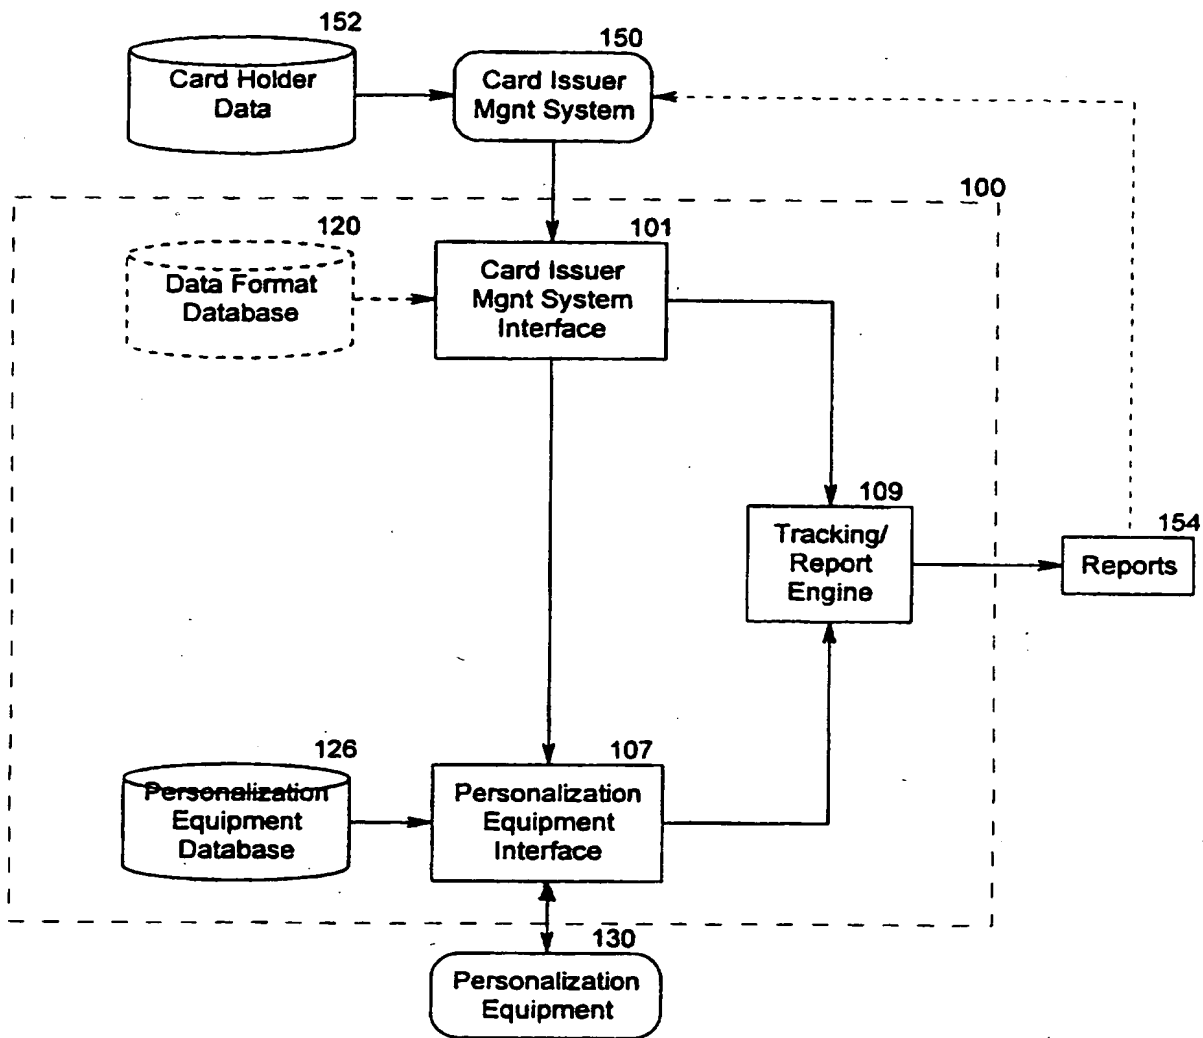 152
Card Holder
Data
150
Card Issuer
Mgnt System
100
120
Data Format
Database
101
Card Issuer
Mgnt System
Interface
109
Tracking/
Report
Engine
154
Reports
126
Personalization
Equipment
Database
107
Personalization
Equipment
Interface
130
Personalization
Equipment